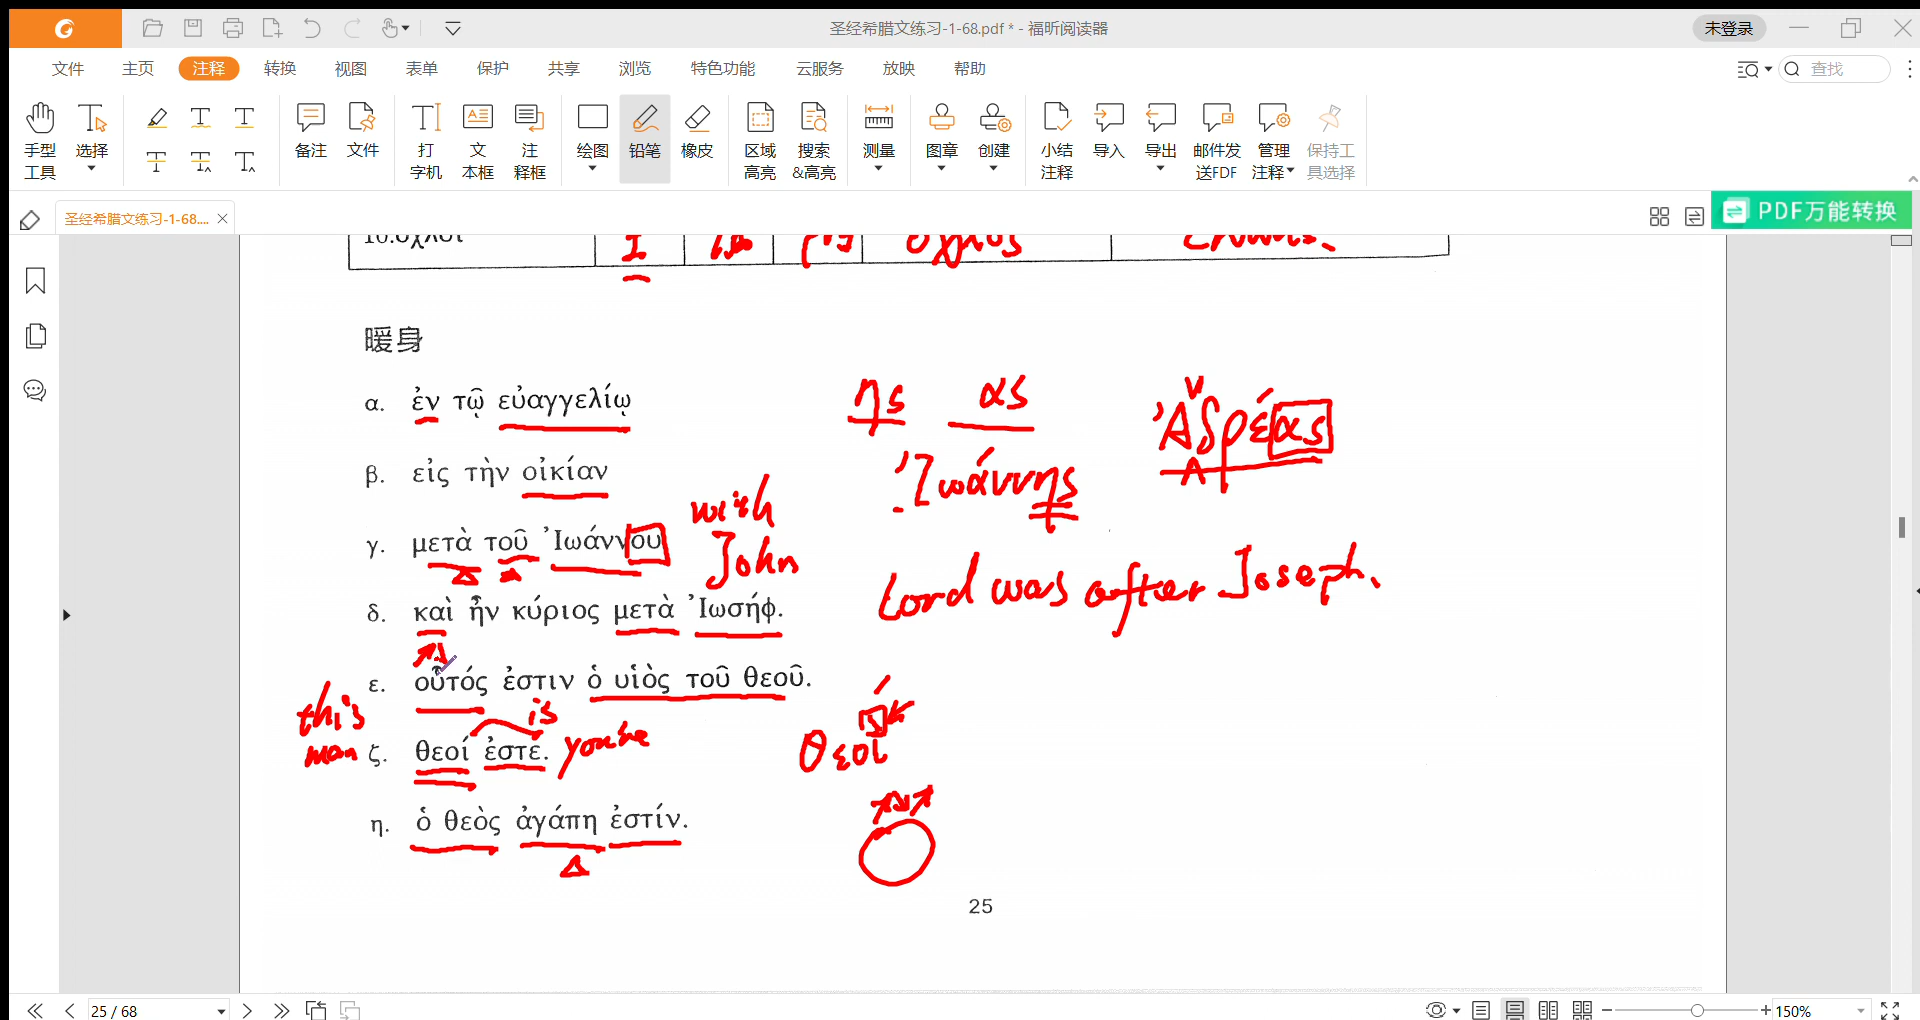 圣经希腊文练习-1-68.pdf * - 福昕阅读器
未登录
文件 主页 注释 转换 视图 表单 保护 共享 浏览 特色功能 云服务 放映 帮助
查找
手型工具 选择 备注 文件 打字机 文本框 注释框 绘图 铅笔 橡皮 区域高亮 搜索&高亮 测量 图章 创建 小结注释 导入 导出 邮件发送FDF 管理注释 保持工具选择
圣经希腊文练习-1-68....
PDF万能转换
10.ὄχλοι
暖身
ης ας Ἀδρέας
ν
α. ἐν τῷ εὐαγγελίῳ
β. εἰς τὴν οἰκίαν
Ἰωάννης
with
John
γ. μετὰ τοῦ Ἰωάννου
δ. καὶ ἦν κύριος μετὰ Ἰωσήφ.
Lord was after Joseph.
ε. οὗτός ἐστιν ὁ υἱὸς τοῦ θεοῦ.
this
man
is
ζ. θεοί ἐστέ.
θεοί
η. ὁ θεὸς ἀγάπη ἐστίν.
25
25 / 68
150%